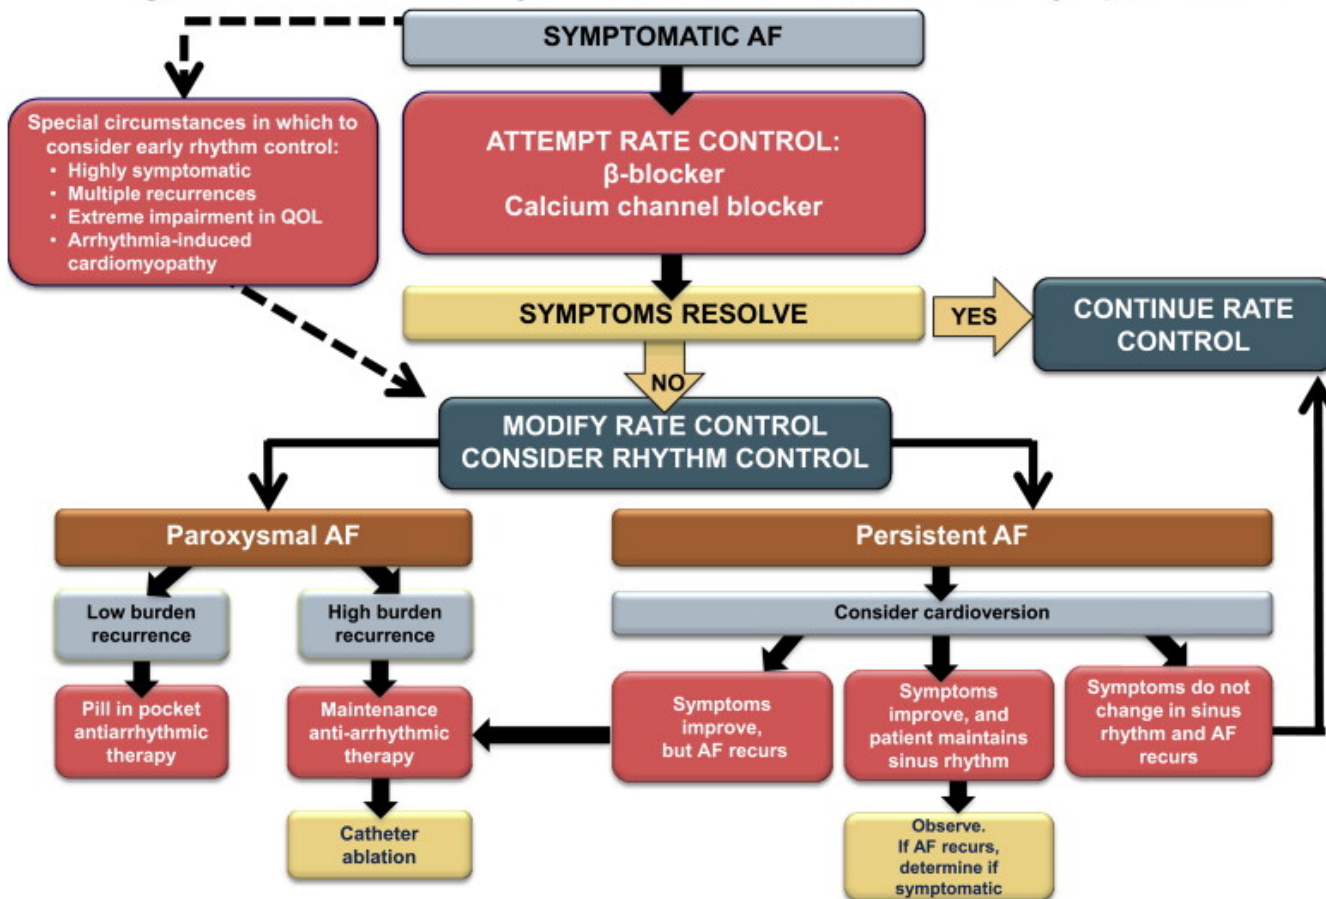 SYMPTOMATIC AF
Special circumstances in which to
consider early rhythm control:
• Highly symptomatic
• Multiple recurrences
• Extreme impairment in QOL
• Arrhythmia-induced
cardiomyopathy
ATTEMPT RATE CONTROL:
β-blocker
Calcium channel blocker
SYMPTOMS RESOLVE
YES
CONTINUE RATE
CONTROL
NO
MODIFY RATE CONTROL
CONSIDER RHYTHM CONTROL
Paroxysmal AF
Persistent AF
Low burden
recurrence
High burden
recurrence
Consider cardioversion
Pill in pocket
antiarrhythmic
therapy
Maintenance
anti-arrhythmic
therapy
Symptoms
improve,
but AF recurs
Symptoms
improve, and
patient maintains
sinus rhythm
Symptoms do not
change in sinus
rhythm and AF
recurs
Catheter
ablation
Observe.
If AF recurs,
determine if
symptomatic